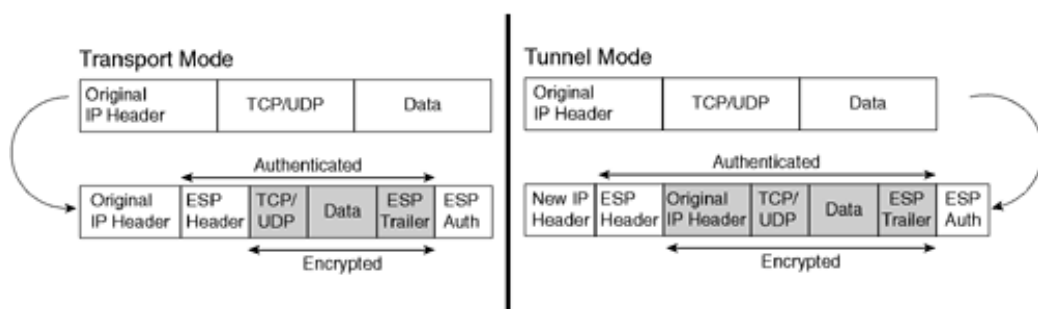 Transport Mode
Original
IP Header
TCP/UDP
Data
Authenticated
Original
IP Header
ESP
Header
TCP/
UDP
Data
ESP
Trailer
ESP
Auth
Encrypted
Tunnel Mode
Original
IP Header
TCP/UDP
Data
Authenticated
New IP
Header
ESP
Header
Original
IP Header
TCP/
UDP
Data
ESP
Trailer
ESP
Auth
Encrypted